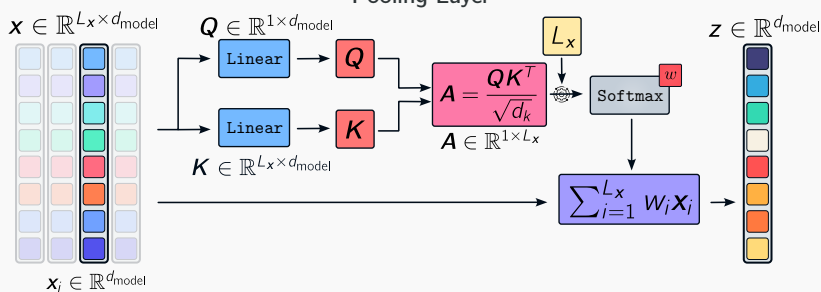 Pooling Layer
x ∈ ℝ^{L_x × d_model}
Q ∈ ℝ^{1 × d_model}
Linear
Q
Linear
K
K ∈ ℝ^{L_x × d_model}
A = QK^T / √d_k
A ∈ ℝ^{1 × L_x}
L_x
Softmax
w
∑_{i=1}^{L_x} w_i x_i
z ∈ ℝ^{d_model}
x_i ∈ ℝ^{d_model}